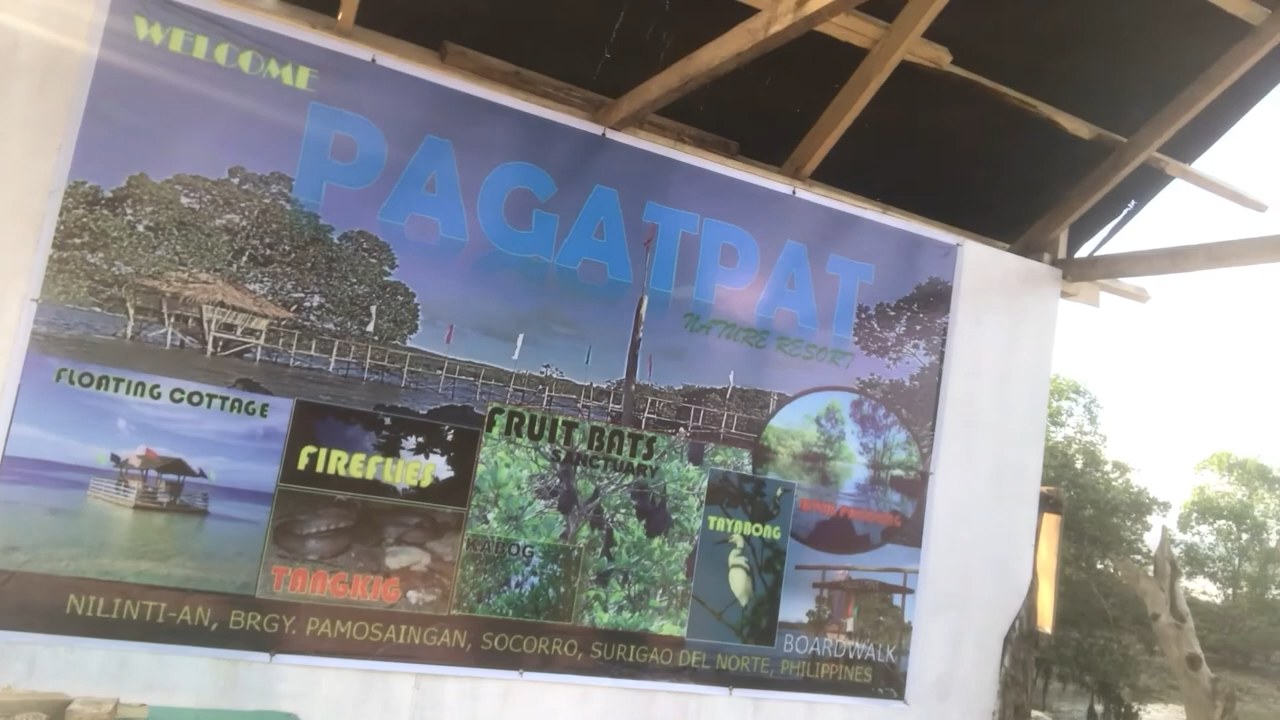 WELCOME
PAGATPAT
NATURE RESORT
FLOATING COTTAGE
FIREFLIES
FRUIT BATS
SANCTUARY
TAYABONG
KABOG
TANGKIG
BOARDWALK
NILINTI-AN, BRGY. PAMOSAINGAN, SOCORRO, SURIGAO DEL NORTE, PHILIPPINES